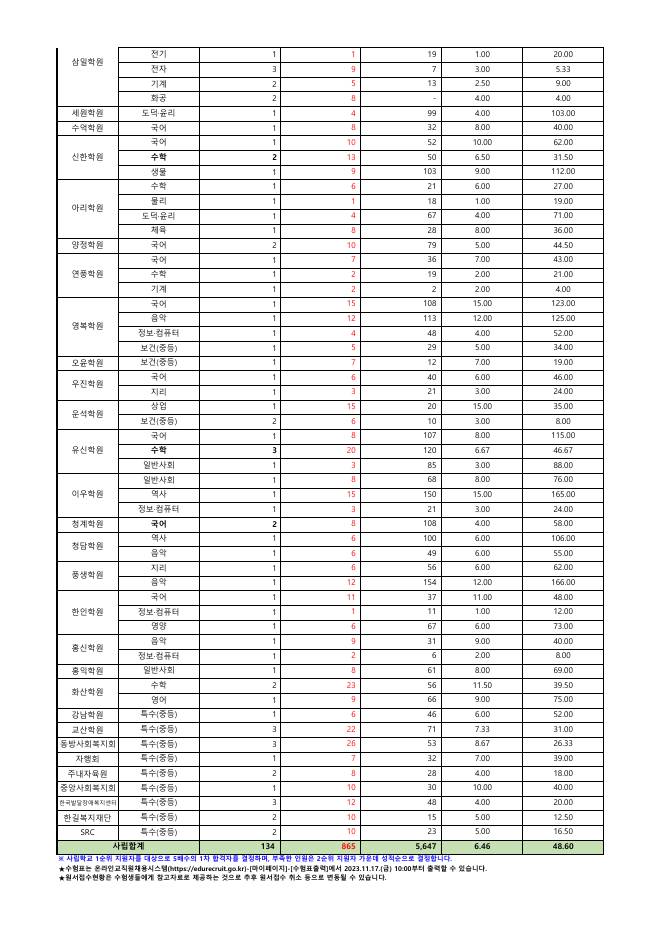 삼일학원 전기 1 1 19 1.00 20.00
전자 3 9 7 3.00 5.33
기계 2 5 13 2.50 9.00
화공 2 8 - 4.00 4.00
세원학원 도덕·윤리 1 4 99 4.00 103.00
수억학원 국어 1 8 32 8.00 40.00
신한학원 국어 1 10 52 10.00 62.00
수학 2 13 50 6.50 31.50
생물 1 9 103 9.00 112.00
아리학원 수학 1 6 21 6.00 27.00
물리 1 1 18 1.00 19.00
도덕·윤리 1 4 67 4.00 71.00
체육 1 8 28 8.00 36.00
양정학원 국어 2 10 79 5.00 44.50
연풍학원 국어 1 7 36 7.00 43.00
수학 1 2 19 2.00 21.00
기계 1 2 2 2.00 4.00
영복학원 국어 1 15 108 15.00 123.00
음악 1 12 113 12.00 125.00
정보·컴퓨터 1 4 48 4.00 52.00
보건(중등) 1 5 29 5.00 34.00
오윤학원 보건(중등) 1 7 12 7.00 19.00
우진학원 국어 1 6 40 6.00 46.00
지리 1 3 21 3.00 24.00
운석학원 상업 1 15 20 15.00 35.00
보건(중등) 2 6 10 3.00 8.00
유신학원 국어 1 8 107 8.00 115.00
수학 3 20 120 6.67 46.67
일반사회 1 3 85 3.00 88.00
이우학원 일반사회 1 8 68 8.00 76.00
역사 1 15 150 15.00 165.00
정보·컴퓨터 1 3 21 3.00 24.00
청계학원 국어 2 8 108 4.00 58.00
청담학원 역사 1 6 100 6.00 106.00
음악 1 6 49 6.00 55.00
풍생학원 지리 1 6 56 6.00 62.00
음악 1 12 154 12.00 166.00
한인학원 국어 1 11 37 11.00 48.00
정보·컴퓨터 1 1 11 1.00 12.00
영양 1 6 67 6.00 73.00
홍신학원 음악 1 9 31 9.00 40.00
정보·컴퓨터 1 2 6 2.00 8.00
홍익학원 일반사회 1 8 61 8.00 69.00
화산학원 수학 2 23 56 11.50 39.50
영어 1 9 66 9.00 75.00
강남학원 특수(중등) 1 6 46 6.00 52.00
교산학원 특수(중등) 3 22 71 7.33 31.00
동방사회복지회 특수(중등) 3 26 53 8.67 26.33
자행회 특수(중등) 1 7 32 7.00 39.00
주내자육원 특수(중등) 2 8 28 4.00 18.00
중앙사회복지회 특수(중등) 1 10 30 10.00 40.00
한국발달장애복지센터 특수(중등) 3 12 48 4.00 20.00
한길복지재단 특수(중등) 2 10 15 5.00 12.50
SRC 특수(중등) 2 10 23 5.00 16.50
사립합계 134 865 5,647 6.46 48.60
※ 사립학교 1순위 지원자를 대상으로 5배수의 1차 합격자를 결정하며, 부족한 인원은 2순위 지원자 가운데 성적순으로 결정합니다.
★수험표는 온라인교직원채용시스템(https://edurecruit.go.kr)-[마이페이지]-[수험표출력]에서 2023.11.17.(금) 10:00부터 출력할 수 있습니다.
★원서접수현황은 수험생들에게 참고자료로 제공하는 것으로 추후 원서접수 취소 등으로 변동될 수 있습니다.